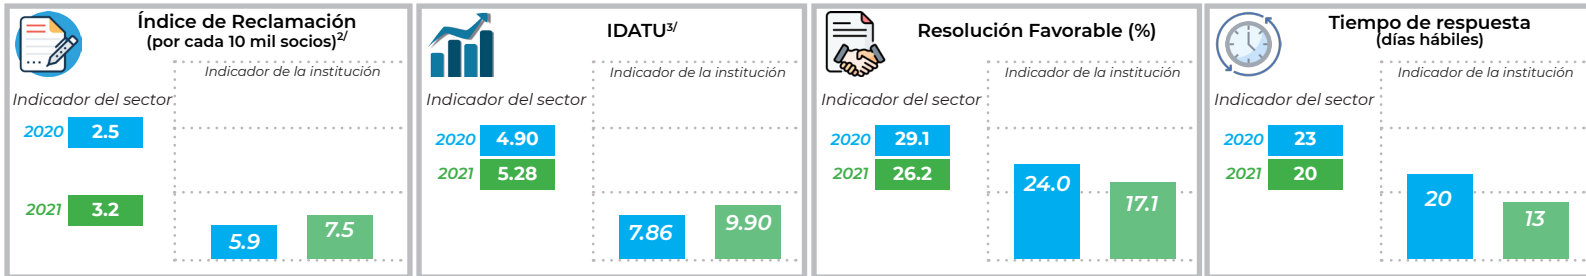 Índice de Reclamación
(por cada 10 mil socios)2/
Indicador de la institución
Indicador del sector
2020 2.5
2021 3.2
5.9
7.5
IDATU3/
Indicador de la institución
Indicador del sector
2020 4.90
2021 5.28
7.86
9.90
Resolución Favorable (%)
Indicador de la institución
Indicador del sector
2020 29.1
2021 26.2
24.0
17.1
Tiempo de respuesta
(días hábiles)
Indicador de la institución
Indicador del sector
2020 23
2021 20
20
13